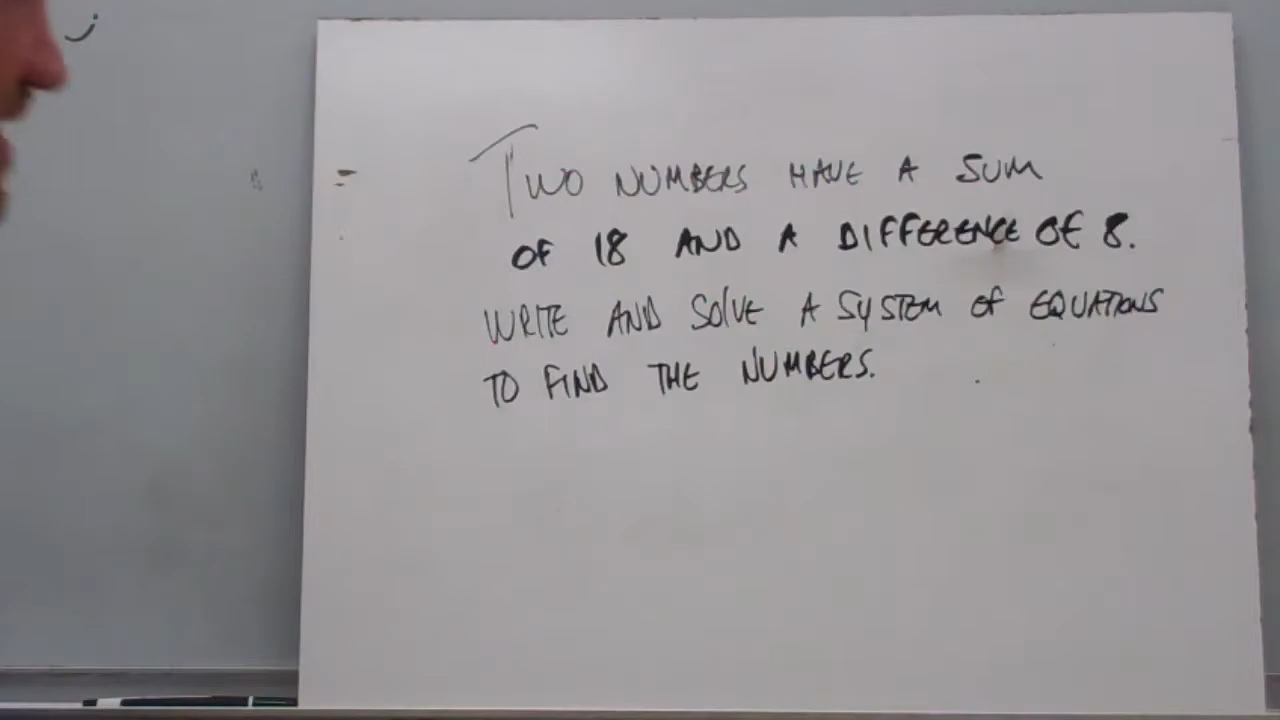 TWO NUMBERS HAVE A SUM
OF 18 AND A DIFFERENCE OF 8.
WRITE AND SOLVE A SYSTEM OF EQUATIONS
TO FIND THE NUMBERS.